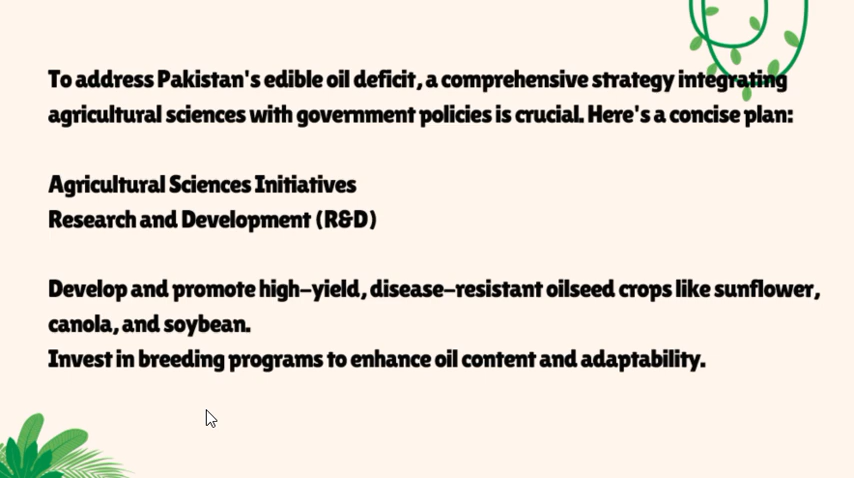 To address Pakistan's edible oil deficit, a comprehensive strategy integrating
agricultural sciences with government policies is crucial. Here's a concise plan:
Agricultural Sciences Initiatives
Research and Development (R&D)
Develop and promote high-yield, disease-resistant oilseed crops like sunflower,
canola, and soybean.
Invest in breeding programs to enhance oil content and adaptability.